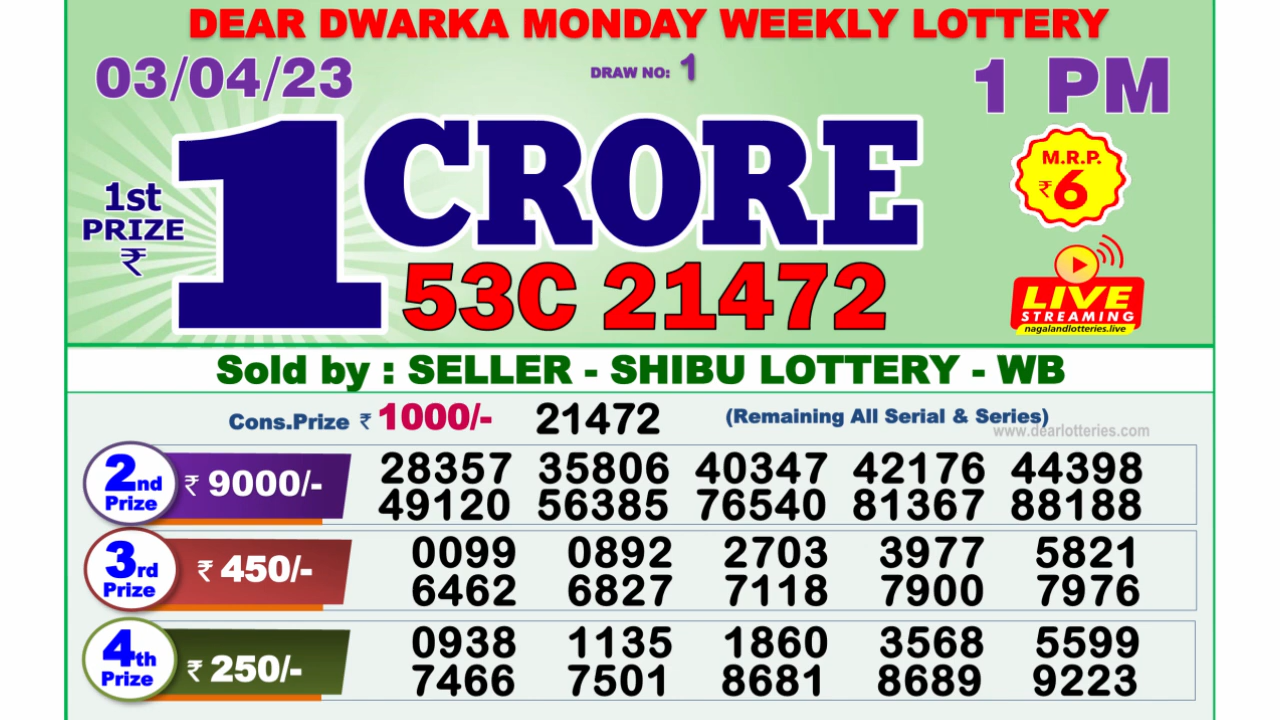 DEAR DWARKA MONDAY WEEKLY LOTTERY
03/04/23
DRAW NO: 1
1 PM
1st
PRIZE
₹
1 CRORE
M.R.P.
₹6
53C 21472
LIVE
STREAMING
nagalandlotteries.live
Sold by : SELLER - SHIBU LOTTERY - WB
Cons.Prize ₹ 1000/- 21472 (Remaining All Serial & Series)
www.dearlotteries.com
2nd Prize ₹ 9000/-
28357 35806 40347 42176 44398
49120 56385 76540 81367 88188
3rd Prize ₹ 450/-
0099 0892 2703 3977 5821
6462 6827 7118 7900 7976
4th Prize ₹ 250/-
0938 1135 1860 3568 5599
7466 7501 8681 8689 9223